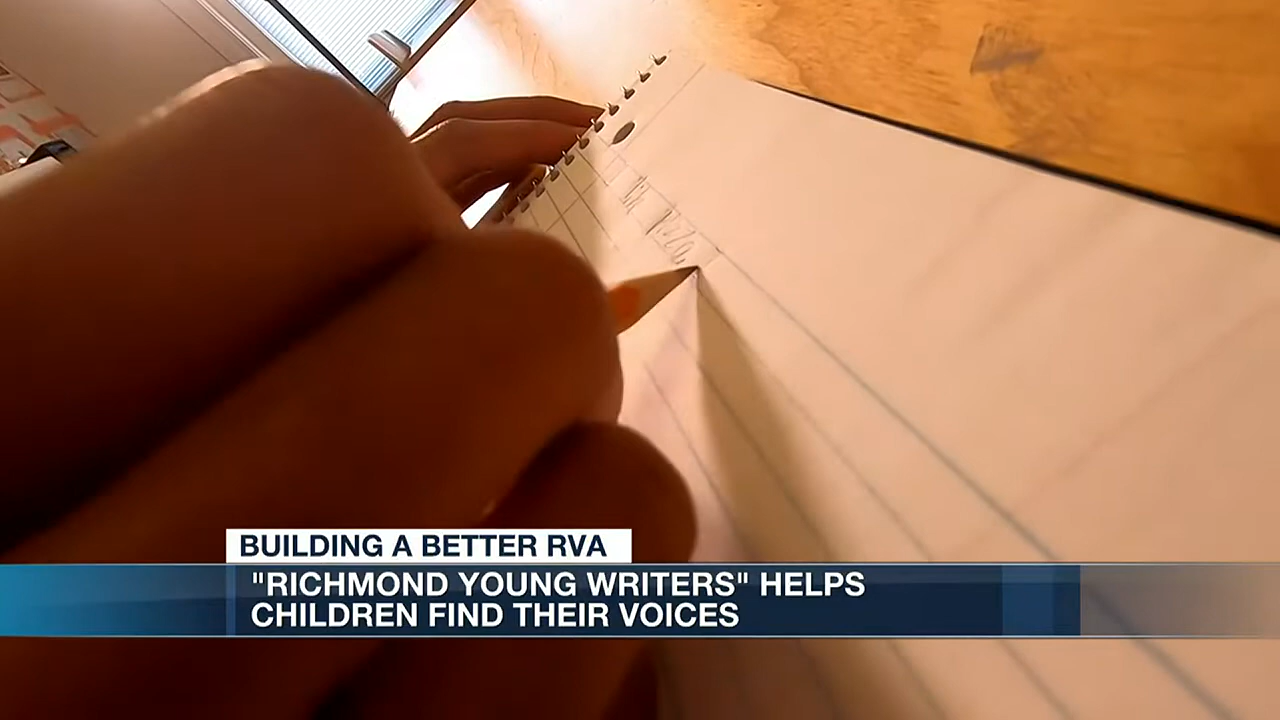 BUILDING A BETTER RVA
"RICHMOND YOUNG WRITERS" HELPS
CHILDREN FIND THEIR VOICES